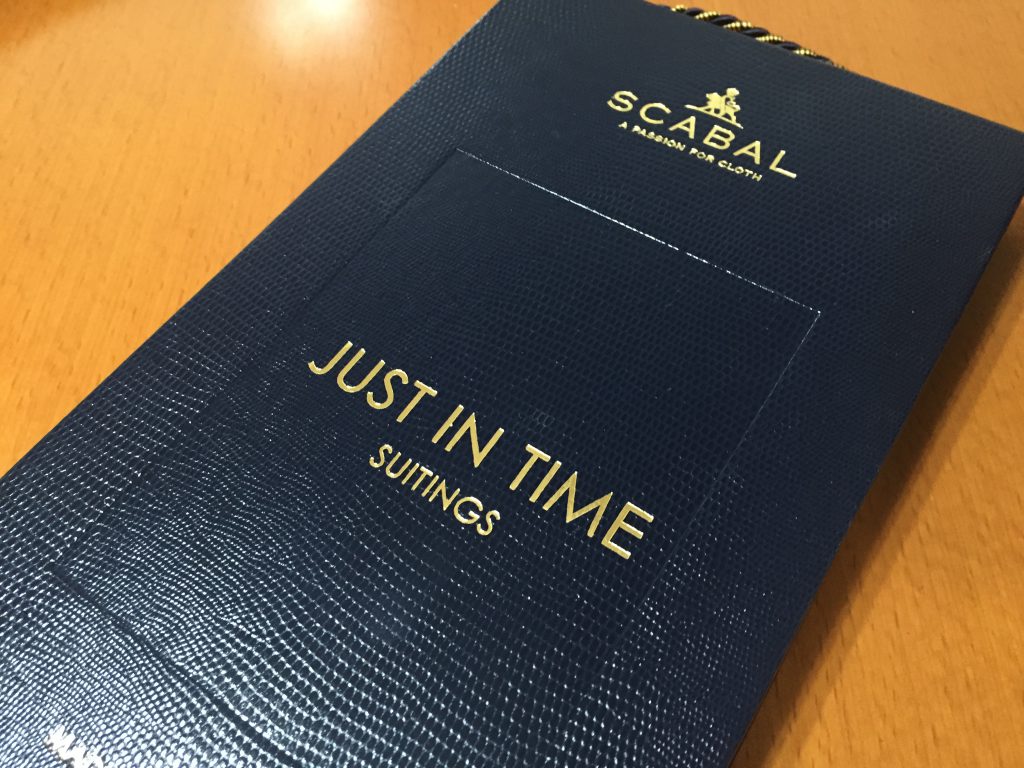 SCABAL
A PASSION FOR CLOTH
JUST IN TIME
SUITINGS